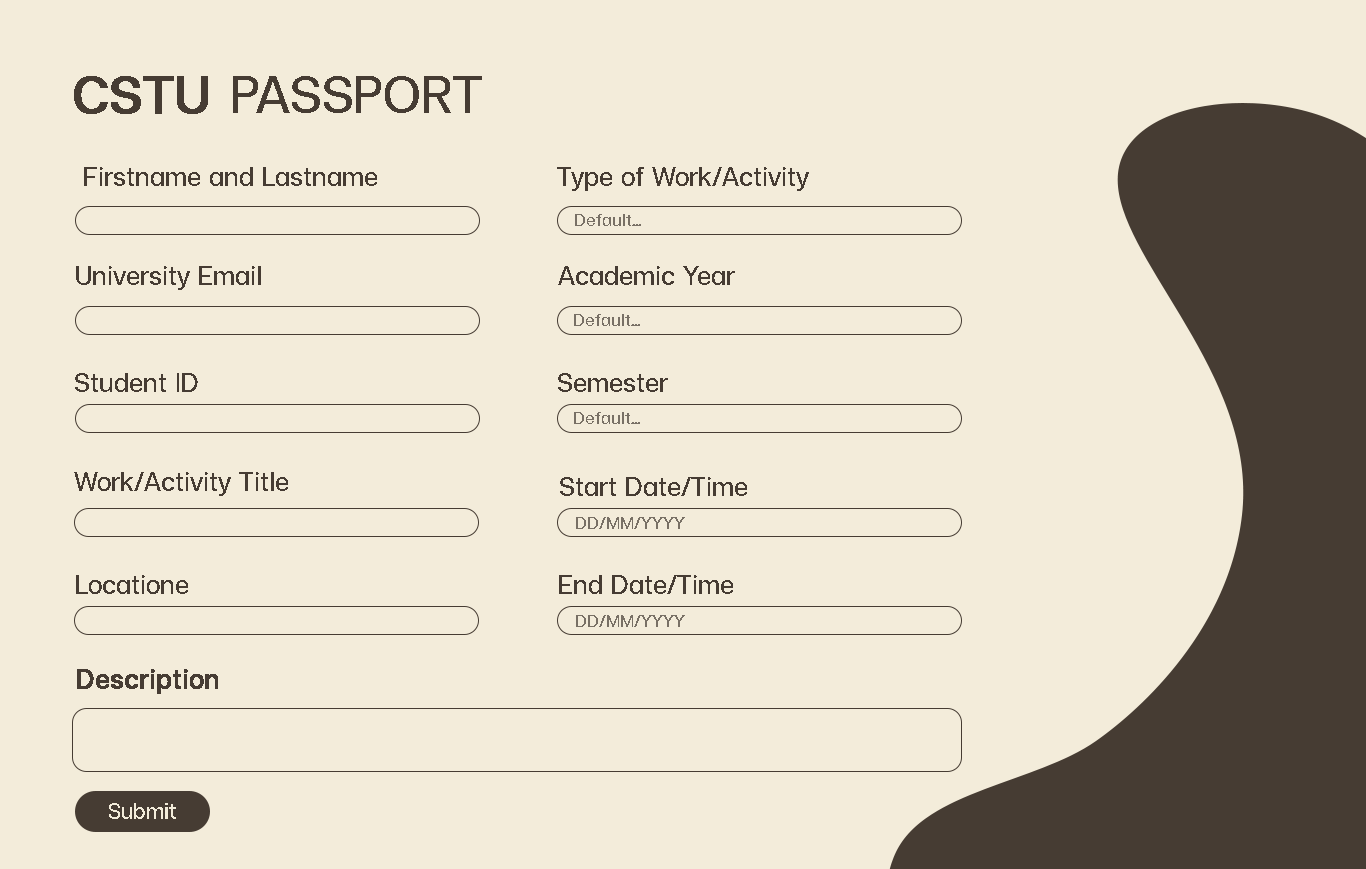 CSTU PASSPORT
Firstname and Lastname
Type of Work/Activity
Default...
University Email
Academic Year
Default...
Student ID
Semester
Default...
Work/Activity Title
Start Date/Time
DD/MM/YYYY
Locatione
End Date/Time
DD/MM/YYYY
Description
Submit